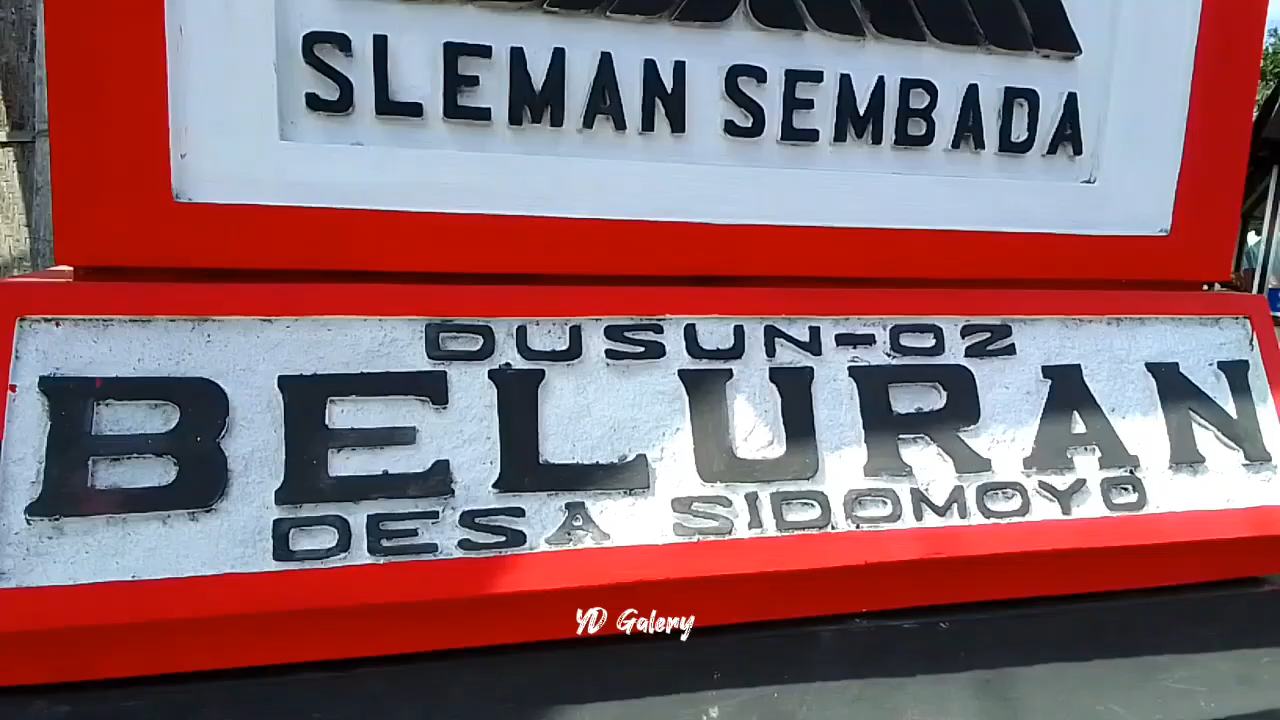 SLEMAN SEMBADA
DUSUN-02
BELURAN
DESA SIDOMOYO
YD Galery